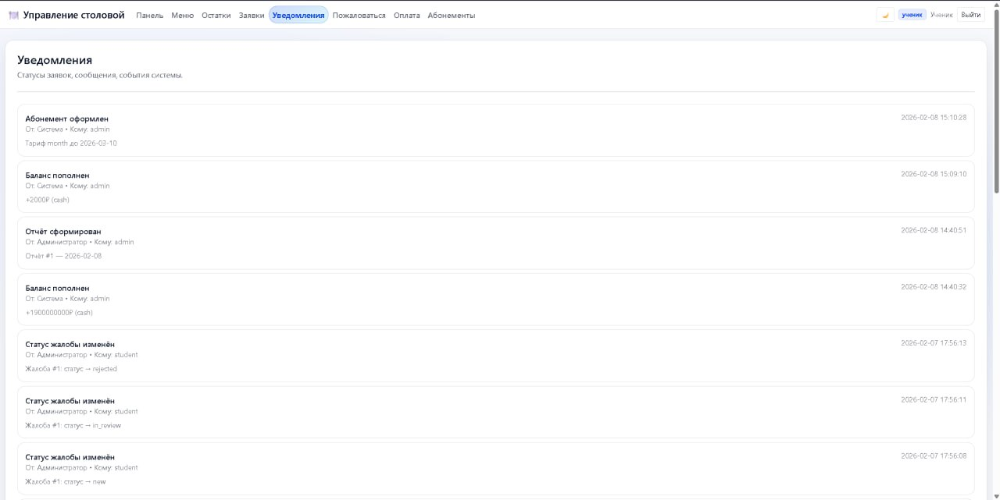 Управление столовой
Панель Меню Остатки Заявки Уведомления Пожаловаться Оплата Абонементы
ученик Ученик Выйти
Уведомления
Статусы заявок, сообщения, события системы.
Абонемент оформлен 2026-02-08 15:10:28
От: Система • Кому: admin
Тариф month до 2026-03-10
Баланс пополнен 2026-02-08 15:09:10
От: Система • Кому: admin
+2000₽ (cash)
Отчёт сформирован 2026-02-08 14:40:51
От: Администратор • Кому: admin
Отчёт #1 — 2026-02-08
Баланс пополнен 2026-02-08 14:40:32
От: Система • Кому: admin
+1900000000₽ (cash)
Статус жалобы изменён 2026-02-07 17:56:13
От: Администратор • Кому: student
Жалоба #1: статус → rejected
Статус жалобы изменён 2026-02-07 17:56:11
От: Администратор • Кому: student
Жалоба #1: статус → in_review
Статус жалобы изменён 2026-02-07 17:56:08
От: Администратор • Кому: student
Жалоба #1: статус → new